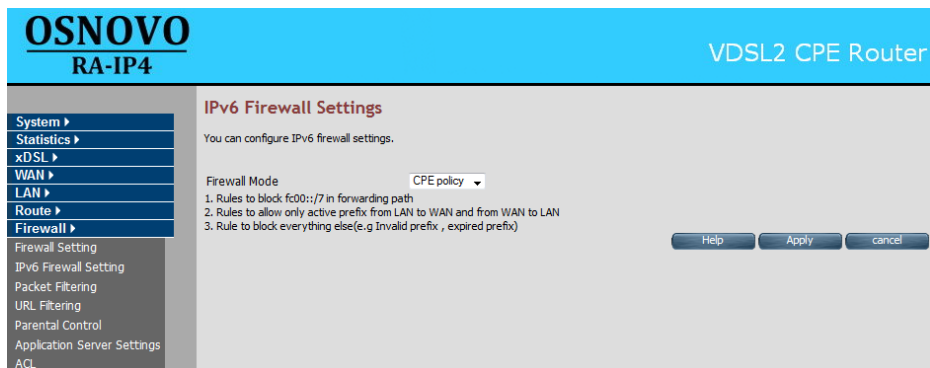 OSNOVO
RA-IP4
VDSL2 CPE Router
System
Statistics
xDSL
WAN
LAN
Route
Firewall
Firewall Setting
IPv6 Firewall Setting
Packet Filtering
URL Filtering
Parental Control
Application Server Settings
ACL
IPv6 Firewall Settings
You can configure IPv6 firewall settings.
Firewall Mode CPE policy
1. Rules to block fc00::/7 in forwarding path
2. Rules to allow only active prefix from LAN to WAN and from WAN to LAN
3. Rule to block everything else(e.g Invalid prefix , expired prefix)
Help Apply cancel